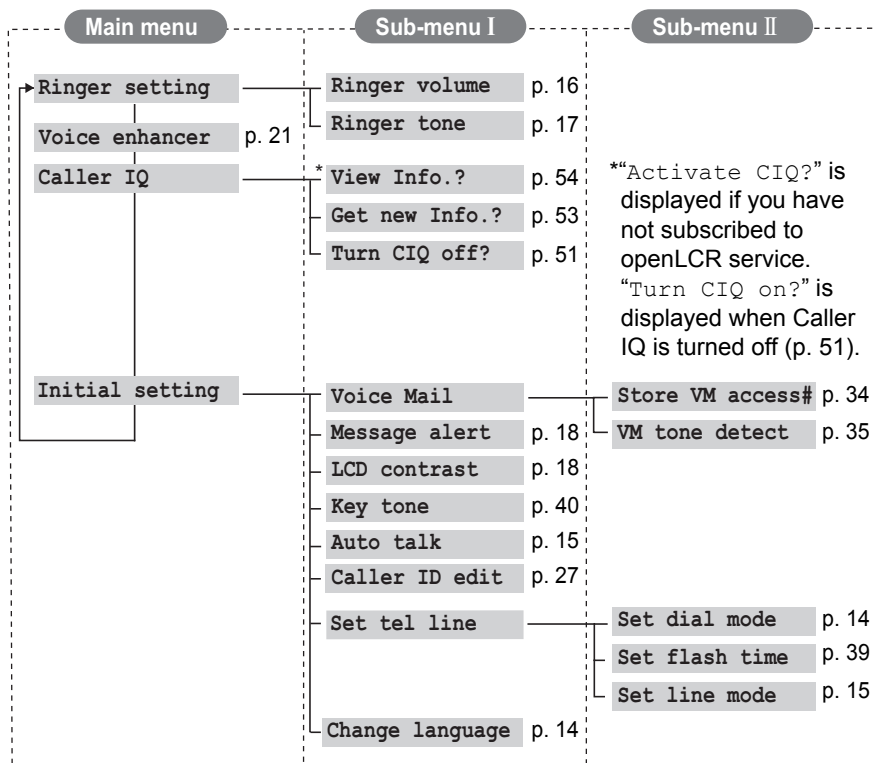 Main menu Sub-menu I Sub-menu II
Ringer setting Ringer volume p. 16
Ringer tone p. 17
Voice enhancer p. 21
Caller IQ * View Info.? p. 54
Get new Info.? p. 53
Turn CIQ off? p. 51
*“Activate CIQ?” is
displayed if you have
not subscribed to
openLCR service.
“Turn CIQ on?” is
displayed when Caller
IQ is turned off (p. 51).
Initial setting Voice Mail Store VM access# p. 34
Message alert p. 18 VM tone detect p. 35
LCD contrast p. 18
Key tone p. 40
Auto talk p. 15
Caller ID edit p. 27
Set tel line Set dial mode p. 14
Set flash time p. 39
Set line mode p. 15
Change language p. 14